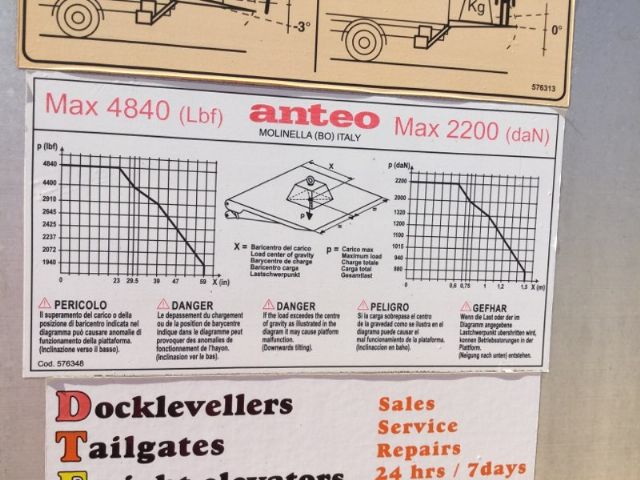 -3°
Kg
0°
576313
Max 4840 (Lbf)
anteo
MOLINELLA (BO) ITALY
Max 2200 (daN)
p (lbf)
4840
4400
2910
2645
2425
2237
2072
1940
23 29.5 39 47 59 X (in)
X
P
X = Baricentro del carico
Load center of gravity
Barycentre de charge
Baricentro carga
Lastschwerpunkt
p = Carico max
Maximum load
Charge totale
Carga total
Gesamtlast
p (daN)
2200
2000
1320
1200
1100
1015
940
880
0,6 0,75 1 1,2 1,5 X (m)
PERICOLO
Il superamento del carico o della
posizione di baricentro indicata nel
diagramma può causare anomalie di
funzionamento della piattaforma.
(Inclinazione verso il basso).
DANGER
Le depassement du chargement
ou de la position de barycentre
indique dans le diagramme peut
provoquer des anomalies de
fonctionnement de l'hayon.
(Inclinasion ver le bas).
DANGER
If the load exceedes the centre
of gravity as illustrated in the
diagram it may cause platform
malfunction.
(Downwards tilting).
PELIGRO
Si la carga sobrepasa el centro
de la gravedad como se ilustra en el
diagrama puede causar el
mal funcionamiento de la plataforma.
(Inclinaccion en baho).
GEFHAR
Wenn die Last oder der im
Diagramm angegebene
Lastchwerpunkt überschritten wird,
konnen Betriebsstorungen in der
Plattform.
(Neigung nach unten) entstehen.
Cod. 576348
Docklevellers
Tailgates
Sales
Service
Repairs
24 hrs / 7days
elevators